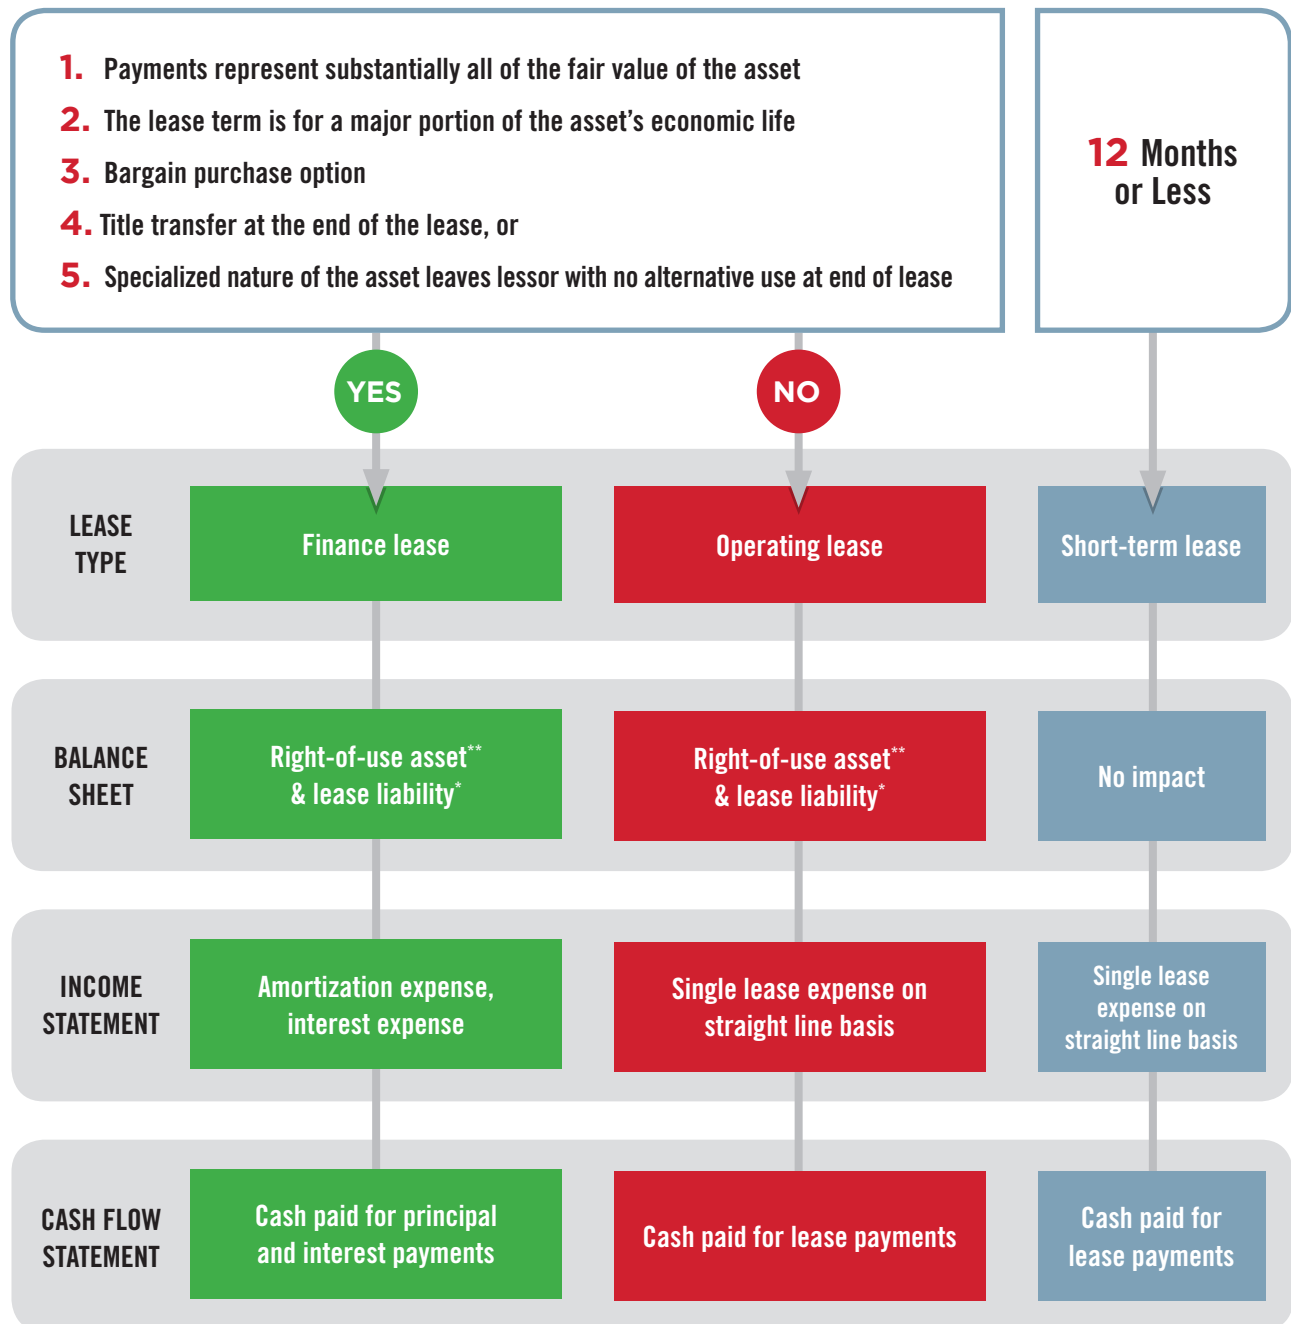 1. Payments represent substantially all of the fair value of the asset
2. The lease term is for a major portion of the asset’s economic life
3. Bargain purchase option
4. Title transfer at the end of the lease, or
5. Specialized nature of the asset leaves lessor with no alternative use at end of lease
12 Months
or Less
YES
NO
LEASE
TYPE
Finance lease
Operating lease
Short-term lease
BALANCE
SHEET
Right-of-use asset**
& lease liability*
Right-of-use asset**
& lease liability*
No impact
INCOME
STATEMENT
Amortization expense,
interest expense
Single lease expense on
straight line basis
Single lease
expense on
straight line basis
CASH FLOW
STATEMENT
Cash paid for principal
and interest payments
Cash paid for lease payments
Cash paid for
lease payments